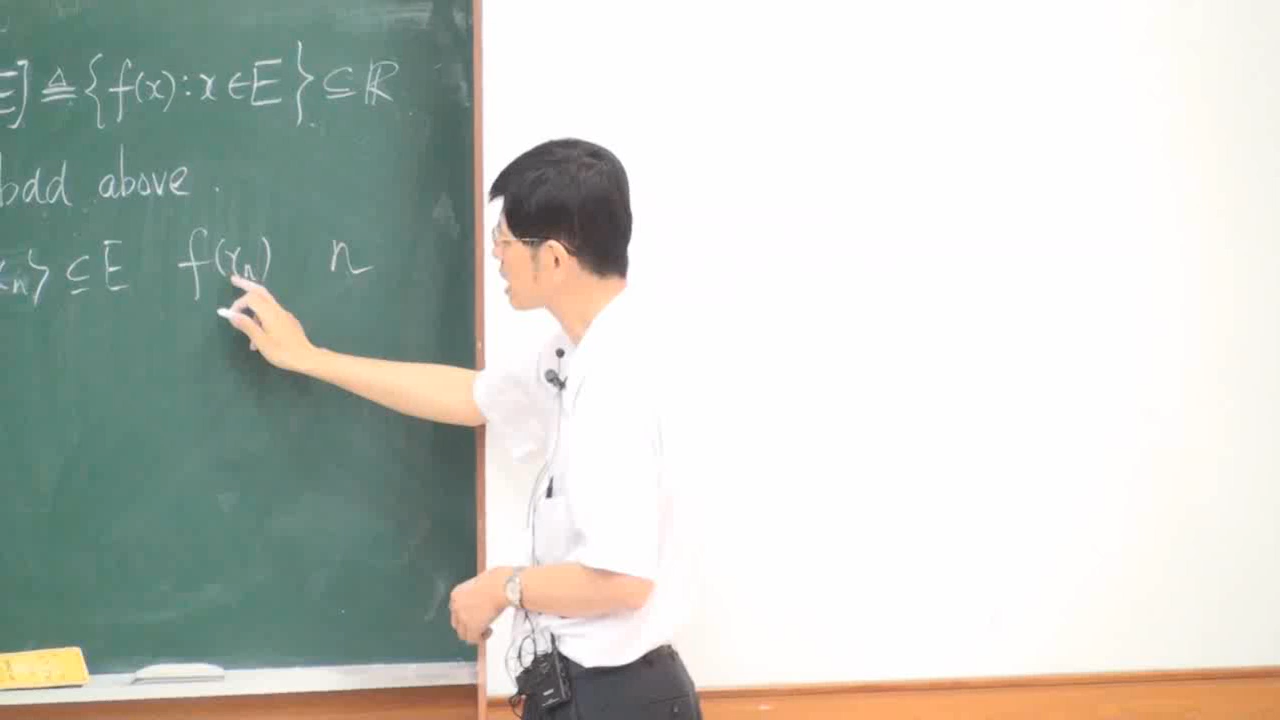 E] ≜ {f(x) : x ∈ E} ⊆ ℝ
bdd above .
xₙ⟩ ⊆ E f(xₙ) n